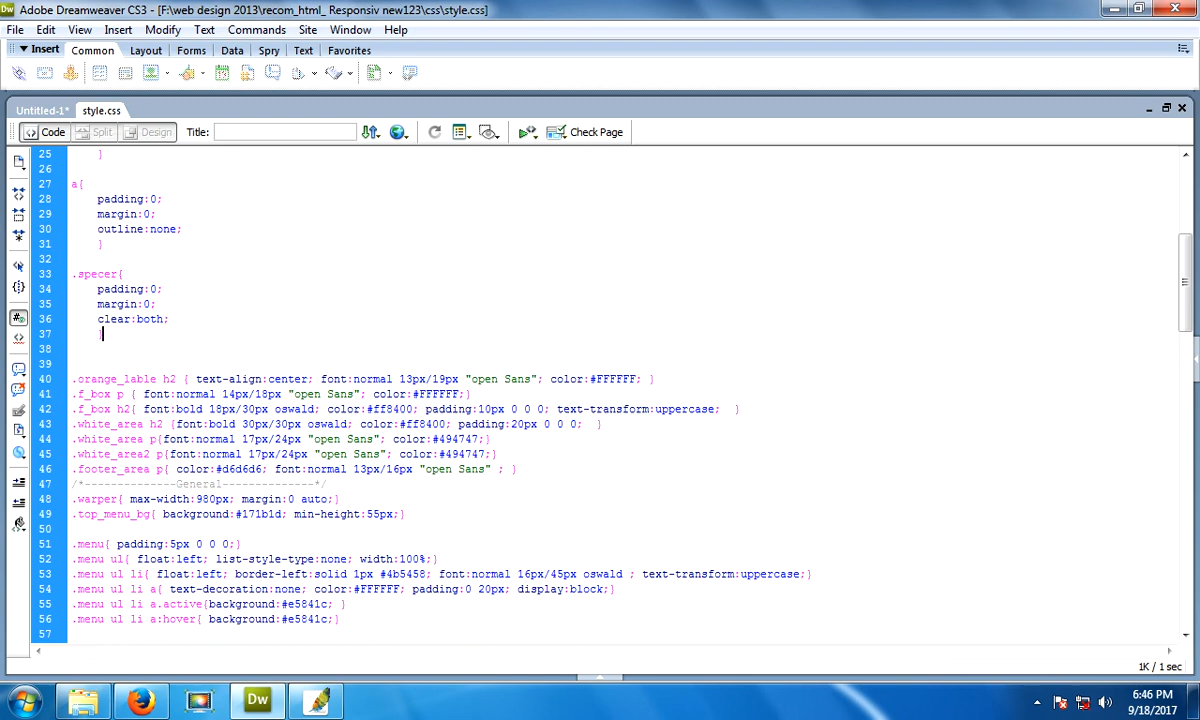 Adobe Dreamweaver CS3 - [F:\web design 2013\recom_html_ Responsiv new123\css\style.css]
File Edit View Insert Modify Text Commands Site Window Help
▼ Insert Common Layout Forms Data Spry Text Favorites
Untitled-1* style.css
Code Split Design Title: Check Page
25 }
26
27 a{
28 padding:0;
29 margin:0;
30 outline:none;
31 }
32
33 .specer{
34 padding:0;
35 margin:0;
36 clear:both;
37 }
38
39
40 .orange_lable h2 { text-align:center; font:normal 13px/19px "open Sans"; color:#FFFFFF; }
41 .f_box p { font:normal 14px/18px "open Sans"; color:#FFFFFF;}
42 .f_box h2{ font:bold 18px/30px oswald; color:#ff8400; padding:10px 0 0 0; text-transform:uppercase; }
43 .white_area h2 {font:bold 30px/30px oswald; color:#ff8400; padding:20px 0 0 0; }
44 .white_area p{font:normal 17px/24px "open Sans"; color:#494747;}
45 .white_area2 p{font:normal 17px/24px "open Sans"; color:#494747;}
46 .footer_area p{ color:#d6d6d6; font:normal 13px/16px "open Sans" ; }
47 /*--------------General--------------*/
48 .warper{ max-width:980px; margin:0 auto;}
49 .top_menu_bg{ background:#171b1d; min-height:55px;}
50
51 .menu{ padding:5px 0 0 0;}
52 .menu ul{ float:left; list-style-type:none; width:100%;}
53 .menu ul li{ float:left; border-left:solid 1px #4b5458; font:normal 16px/45px oswald ; text-transform:uppercase;}
54 .menu ul li a{ text-decoration:none; color:#FFFFFF; padding:0 20px; display:block;}
55 .menu ul li a.active{background:#e5841c; }
56 .menu ul li a:hover{ background:#e5841c;}
57
1K / 1 sec
Dw
6:46 PM
9/18/2017